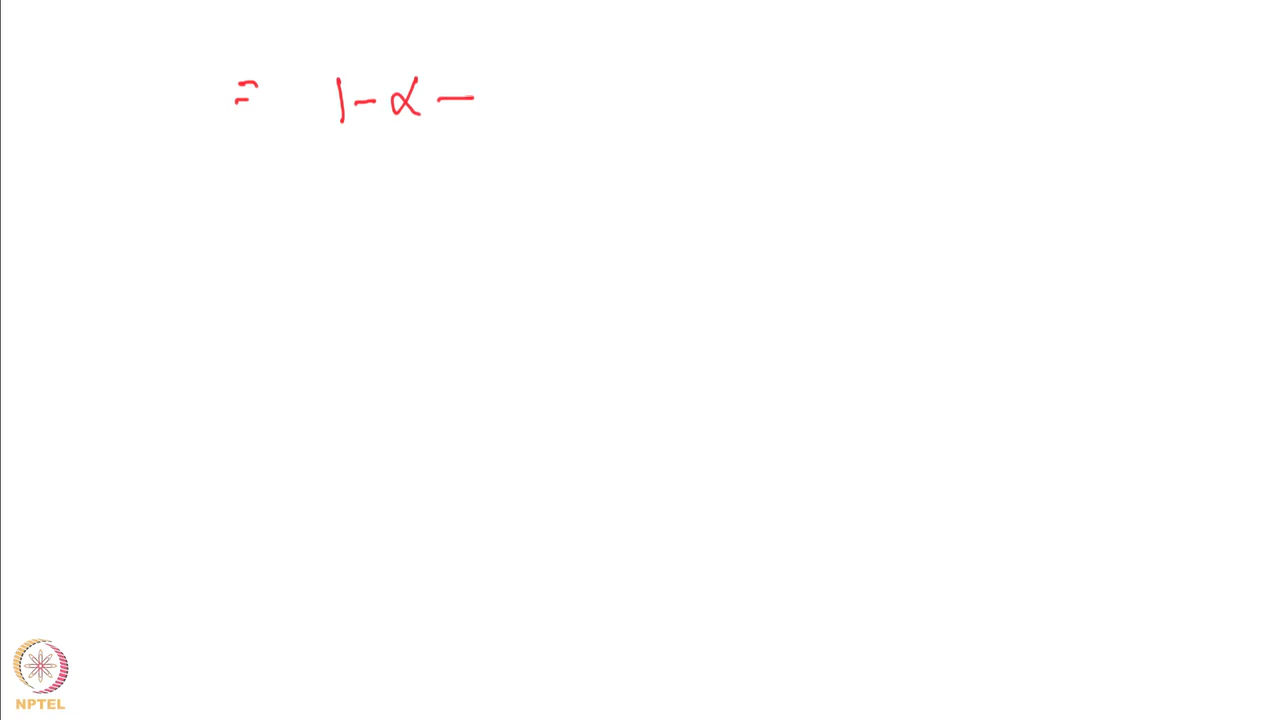 = 1 - α -
NPTEL